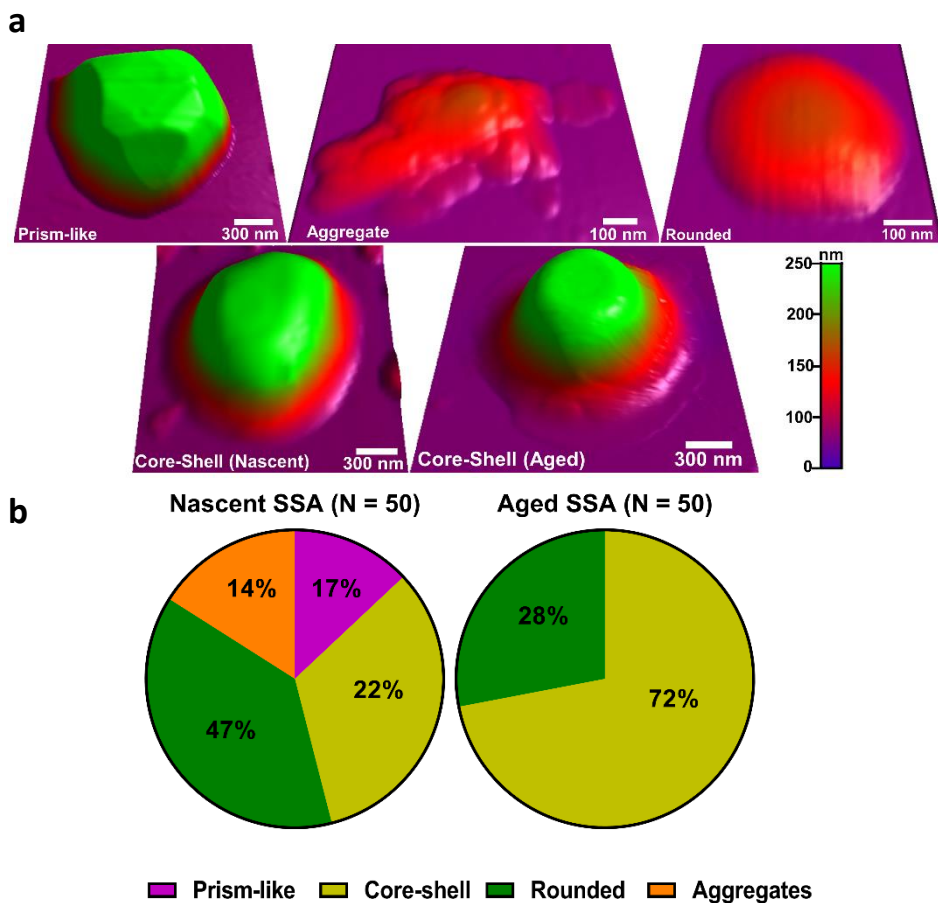 a
Prism-like
300 nm
Aggregate
100 nm
Rounded
100 nm
Core-Shell (Nascent)
300 nm
Core-Shell (Aged)
300 nm
nm
250
200
150
100
0
b
Nascent SSA (N = 50)
Aged SSA (N = 50)
14%
17%
22%
47%
28%
72%
Prism-like
Core-shell
Rounded
Aggregates